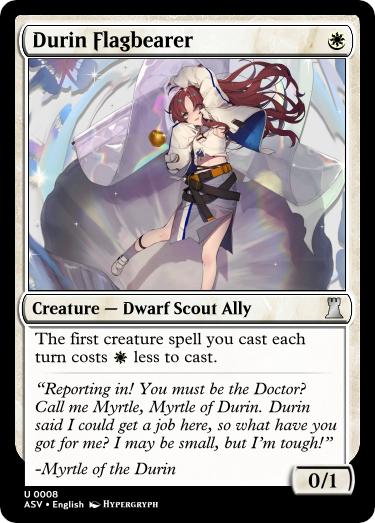 Durin Flagbearer
Creature — Dwarf Scout Ally
The first creature spell you cast each
turn costs less to cast.
“Reporting in! You must be the Doctor?
Call me Myrtle, Myrtle of Durin. Durin
said I could get a job here, so what have you
got for me? I may be small, but I’m tough!”
-Myrtle of the Durin
0/1
U 0008
ASV • English HYPERGRYPH